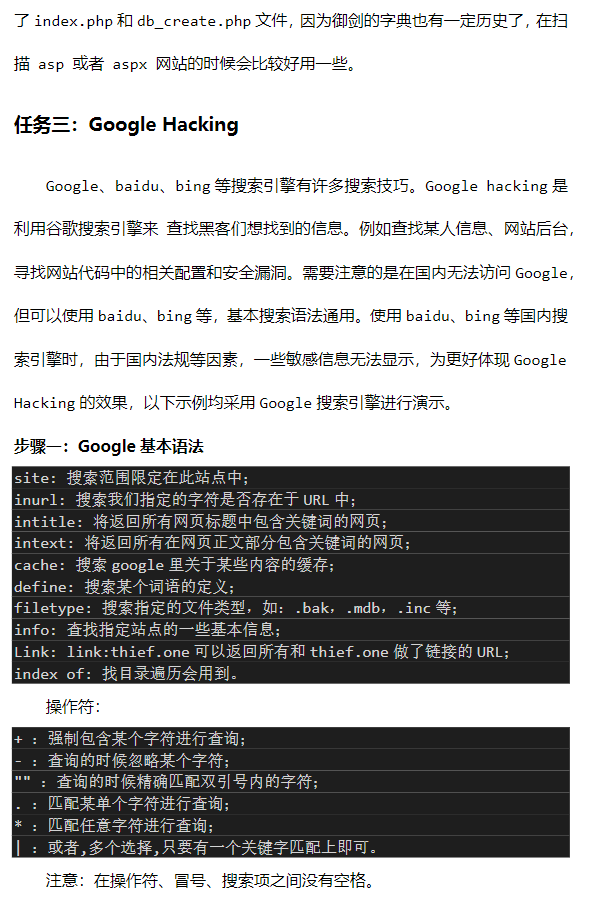 了 index.php 和 db_create.php 文件，因为御剑的字典也有一定历史了，在扫
描 asp 或者 aspx 网站的时候会比较好用一些。
任务三：Google Hacking
Google、baidu、bing 等搜索引擎有许多搜索技巧。Google hacking 是
利用谷歌搜索引擎来 查找黑客们想找到的信息。例如查找某人信息、网站后台，
寻找网站代码中的相关配置和安全漏洞。需要注意的是在国内无法访问 Google，
但可以使用 baidu、bing 等，基本搜索语法通用。使用 baidu、bing 等国内搜
索引擎时，由于国内法规等因素，一些敏感信息无法显示，为更好体现 Google
Hacking 的效果，以下示例均采用 Google 搜索引擎进行演示。
步骤一：Google 基本语法
site: 搜索范围限定在此站点中；
inurl: 搜索我们指定的字符是否存在于 URL 中；
intitle: 将返回所有网页标题中包含关键词的网页；
intext: 将返回所有在网页正文部分包含关键词的网页；
cache: 搜索 google 里关于某些内容的缓存；
define: 搜索某个词语的定义；
filetype: 搜索指定的文件类型，如：.bak，.mdb，.inc 等；
info: 查找指定站点的一些基本信息；
Link: link:thief.one 可以返回所有和 thief.one 做了链接的 URL；
index of: 找目录遍历会用到。
操作符：
+ ：强制包含某个字符进行查询；
- ：查询的时候忽略某个字符；
"" ：查询的时候精确匹配双引号内的字符；
. ：匹配某单个字符进行查询；
* ：匹配任意字符进行查询；
| ：或者,多个选择,只要有一个关键字匹配上即可。
注意：在操作符、冒号、搜索项之间没有空格。